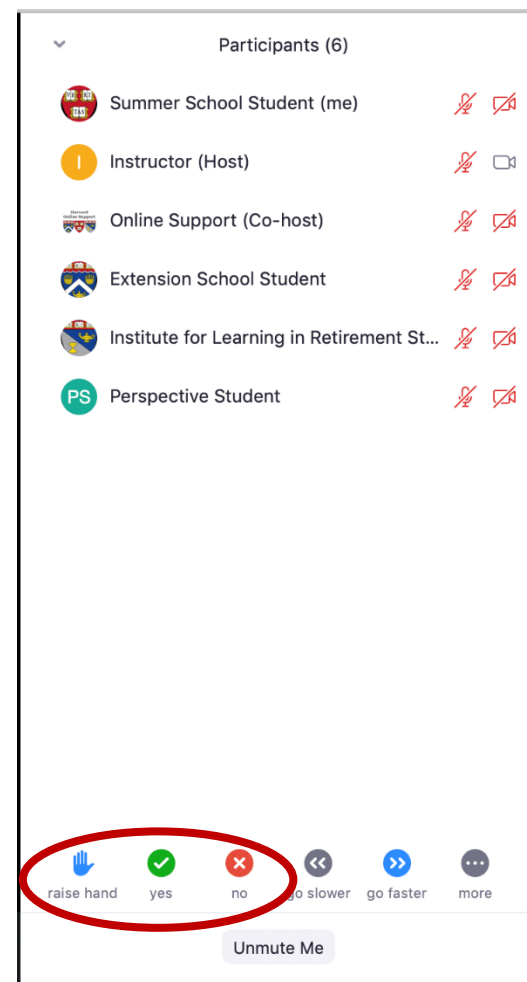 Participants (6)
Summer School Student (me)
I Instructor (Host)
Online Support (Co-host)
Extension School Student
Institute for Learning in Retirement St...
PS Perspective Student
raise hand yes no go slower go faster more
Unmute Me